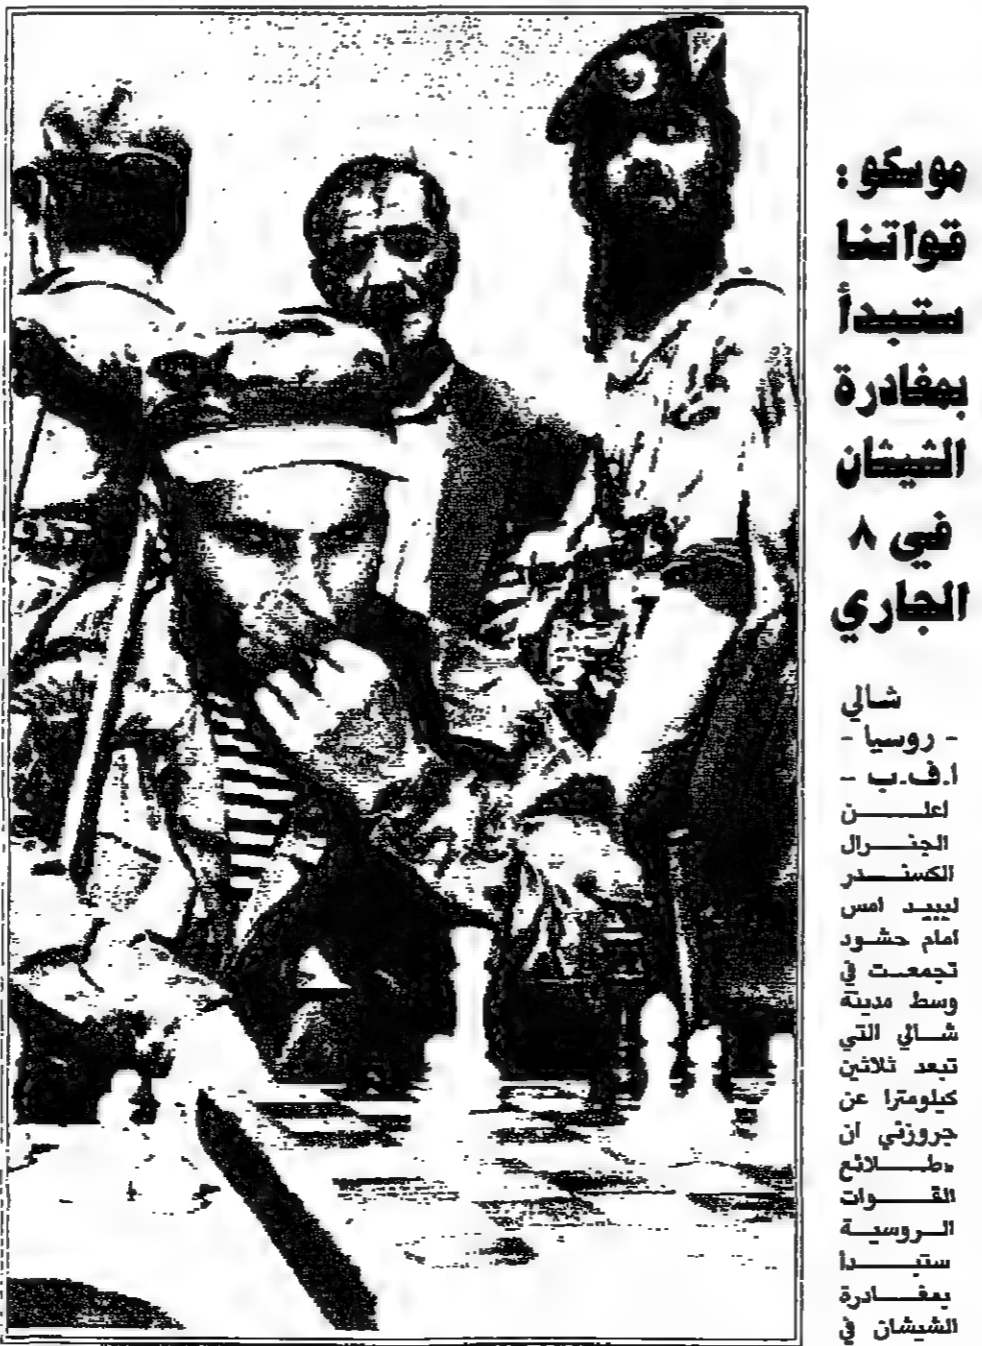 موسكو :
قواتنا
ستبدأ
بمغادرة
الشيشان
في ٨
الجاري
شالي
- روسيا -
ا.ف.ب -
اعلن
الجنرال
الكسندر
ليبيد امس
امام حشود
تجمعت في
وسط مدينة
شالي التي
تبعد ثلاثين
كيلومترا عن
جروزني ان
«طلائع
القوات
الروسية
ستبدأ
بمغادرة
الشيشان في